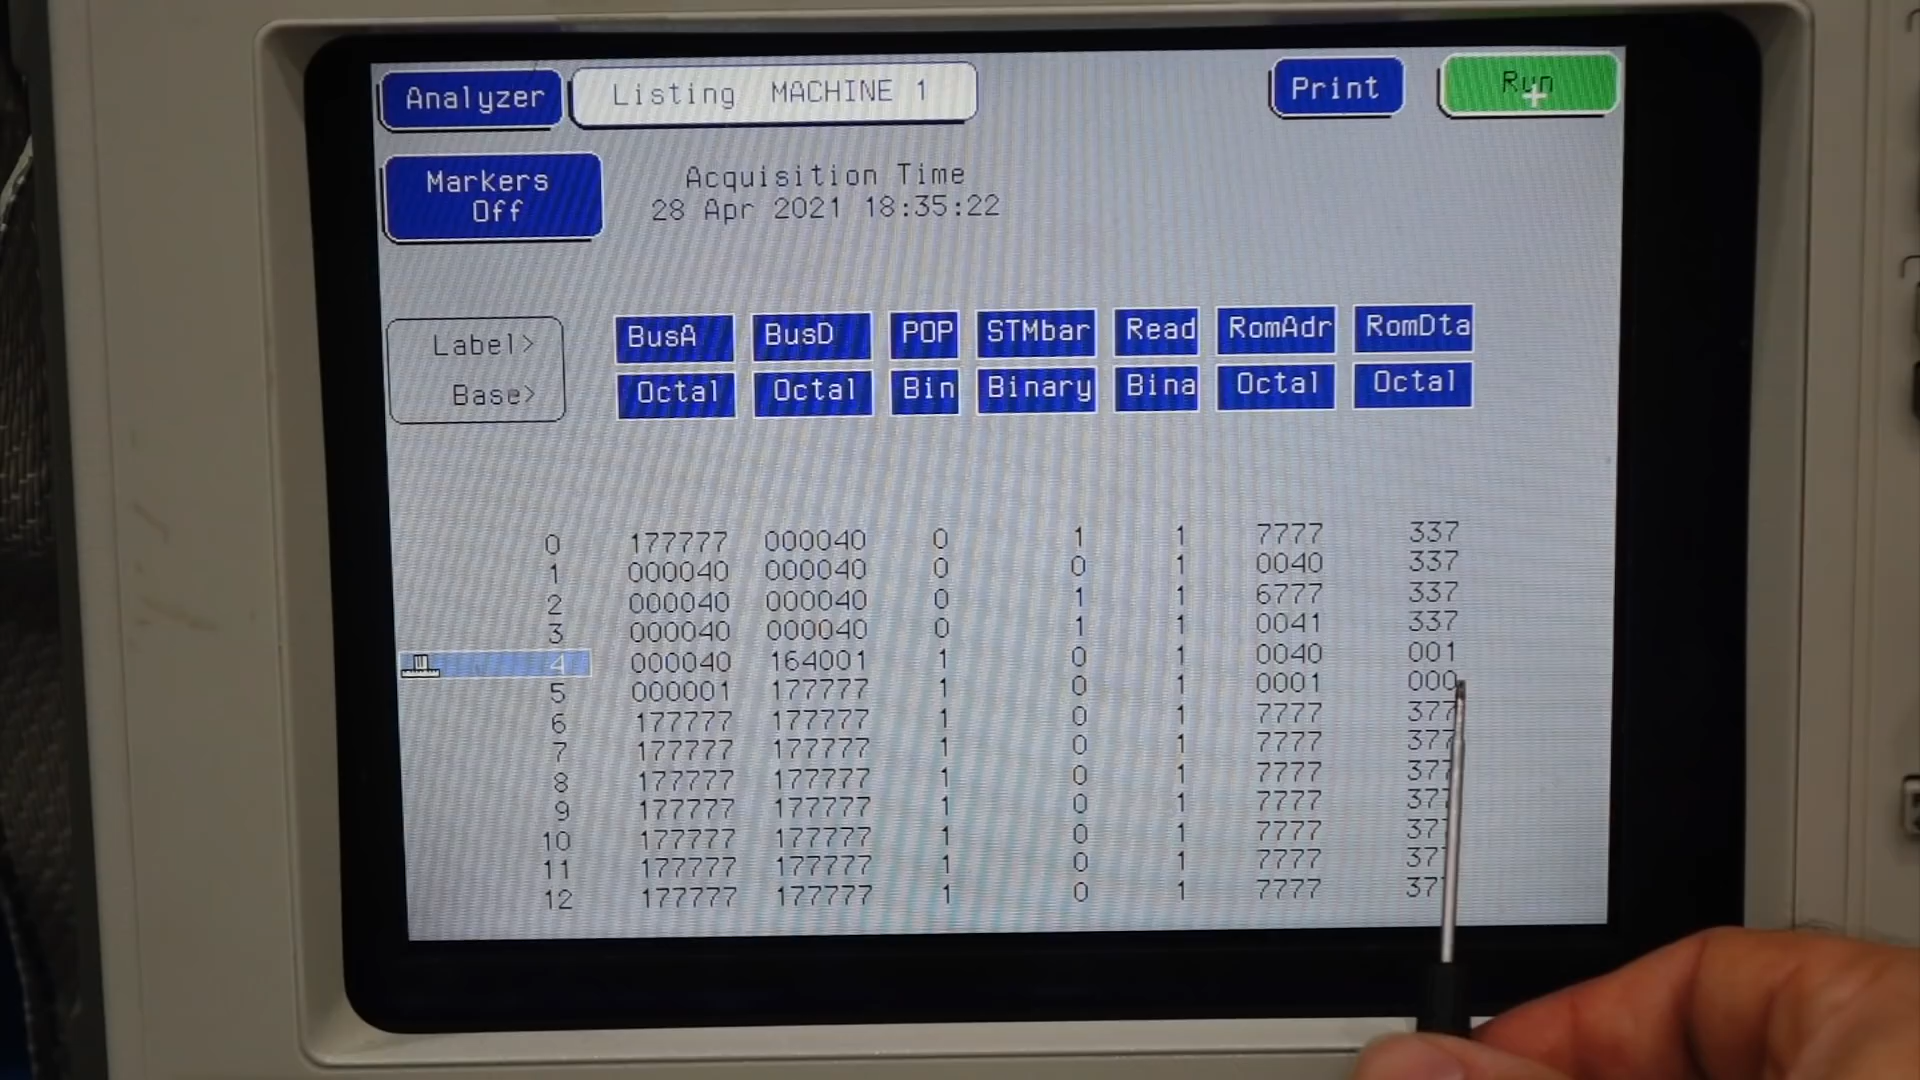 Analyzer Listing MACHINE 1 Print Run
Markers
Off
Acquisition Time
28 Apr 2021 18:35:22
Label> BusA BusD POP STMbar Read RomAdr RomDta
Base> Octal Octal Bin Binary Bina Octal Octal
0 177777 000040 0 1 1 7777 337
1 000040 000040 0 0 1 0040 337
2 000040 000040 0 1 1 6777 337
3 000040 000040 0 1 1 0041 337
4 000040 164001 1 0 1 0040 001
5 000001 177777 1 0 1 0001 000
6 177777 177777 1 0 1 7777 377
7 177777 177777 1 0 1 7777 377
8 177777 177777 1 0 1 7777 377
9 177777 177777 1 0 1 7777
10 177777 177777 1 0 1 7777
11 177777 177777 1 0 1 7777
12 177777 177777 1 0 1 7777